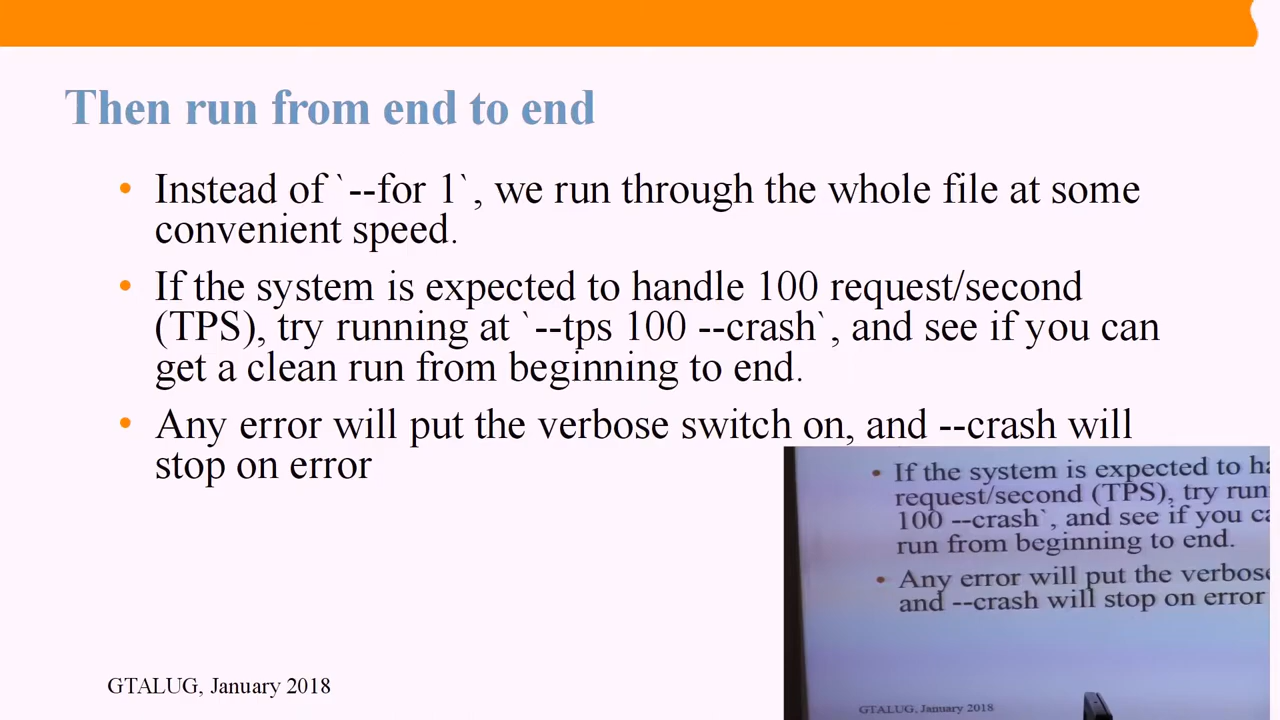 Then run from end to end
• Instead of `--for 1`, we run through the whole file at some
convenient speed.
• If the system is expected to handle 100 request/second
(TPS), try running at `--tps 100 --crash`, and see if you can
get a clean run from beginning to end.
• Any error will put the verbose switch on, and --crash will
stop on error
• If the system is expected to
request/second (TPS), try
100 --crash`, and see if you
run from beginning to end.
• Any error will put the verbose
and --crash will stop on error
GTALUG, January 2018
GTALUG, January 2018